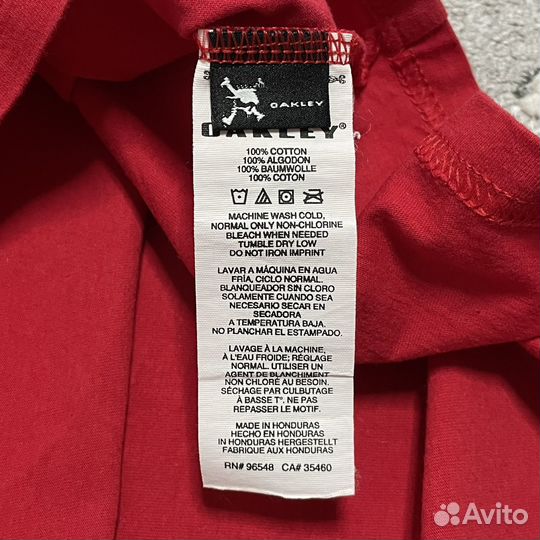 OAKLEY
OAKLEY®
100% COTTON
100% ALGODON
100% BAUMWOLLE
100% COTON
MACHINE WASH COLD,
NORMAL ONLY NON-CHLORINE
BLEACH WHEN NEEDED
TUMBLE DRY LOW
DO NOT IRON IMPRINT
LAVAR A MÁQUINA EN AGUA
FRÍA, CICLO NORMAL.
BLANQUEADOR SIN CLORO
SOLAMENTE CUANDO SEA
NECESARIO SECAR EN
SECADORA
A TEMPERATURA BAJA.
NO PLANCHAR EL ESTAMPADO.
LAVAGE À LA MACHINE,
À L'EAU FROIDE; RÉGLAGE
NORMAL. UTILISER UN
AGENT DE BLANCHIMENT
NON CHLORÉ AU BESOIN.
SÉCHAGE PAR CULBUTAGE
À BASSE T°. NE PAS
REPASSER LE MOTIF.
MADE IN HONDURAS
HECHO EN HONDURAS
IN HONDURAS HERGESTELLT
FABRIQUE AUX HONDURAS
RN# 96548 CA# 35460
Avito